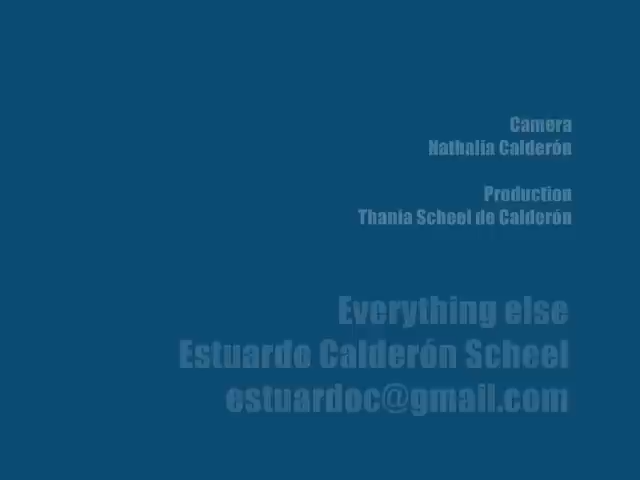 Camera
Nathalia Calderón
Production
Thania Scheel de Calderón
Everything else
Estuardo Calderón Scheel
estuardoc@gmail.com